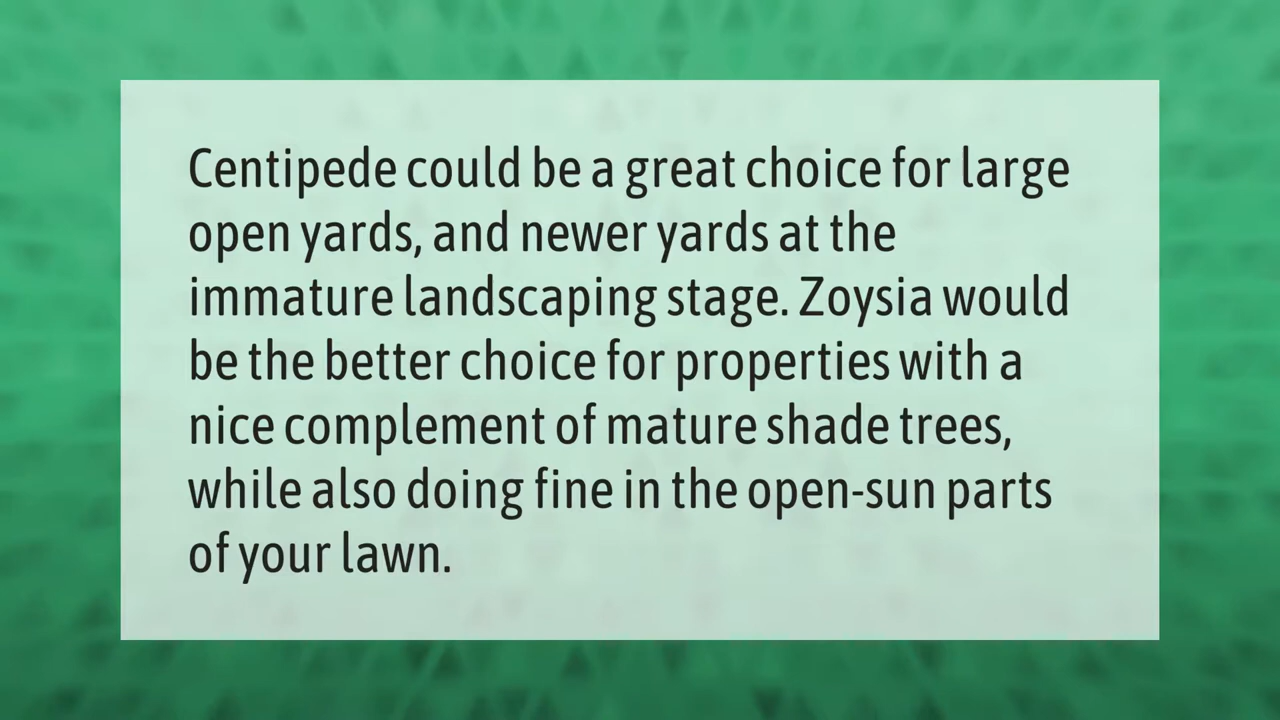 Centipede could be a great choice for large
open yards, and newer yards at the
immature landscaping stage. Zoysia would
be the better choice for properties with a
nice complement of mature shade trees,
while also doing fine in the open-sun parts
of your lawn.